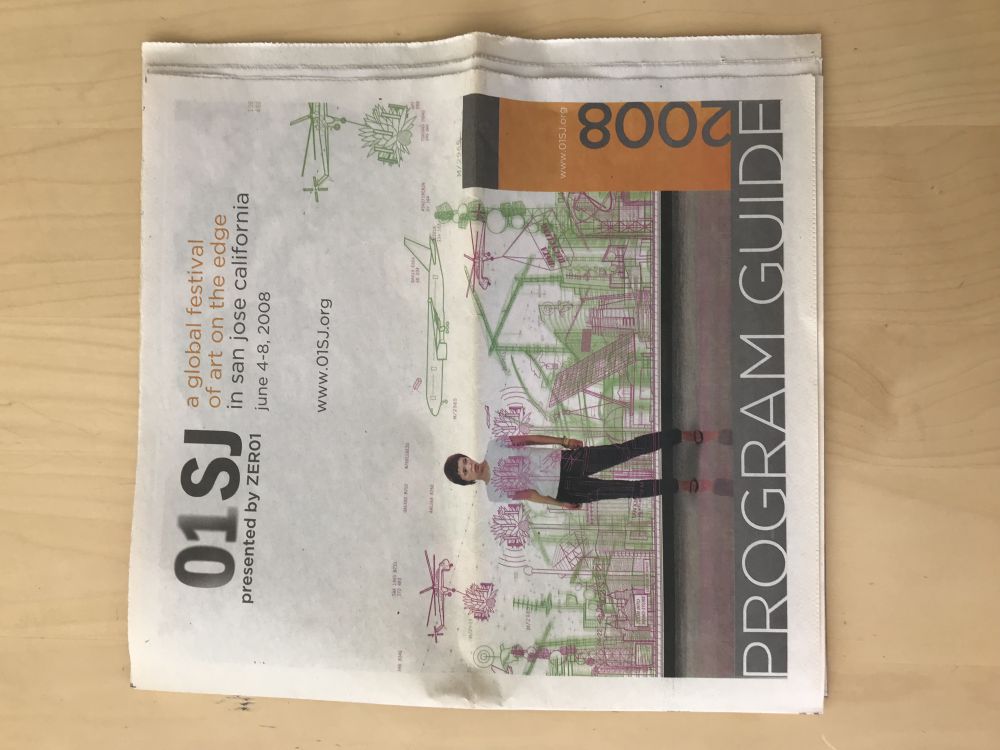 01SJ
presented by ZER01
a global festival
of art on the edge
in san jose california
june 4-8, 2008
www.01SJ.org
www.01SJ.org
2008
PROGRAM GUIDE